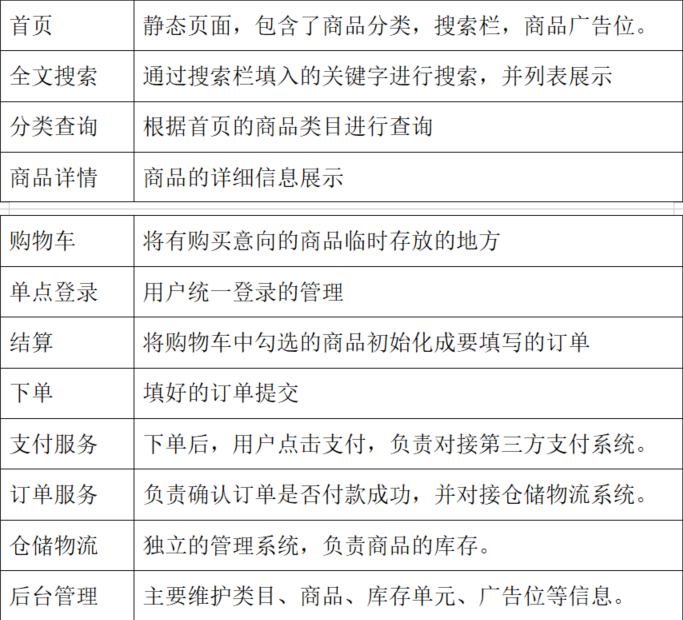 首页 静态页面，包含了商品分类，搜索栏，商品广告位。
全文搜索 通过搜索栏填入的关键字进行搜索，并列表展示
分类查询 根据首页的商品类目进行查询
商品详情 商品的详细信息展示
购物车 将有购买意向的商品临时存放的地方
单点登录 用户统一登录的管理
结算 将购物车中勾选的商品初始化成要填写的订单
下单 填好的订单提交
支付服务 下单后，用户点击支付，负责对接第三方支付系统。
订单服务 负责确认订单是否付款成功，并对接仓储物流系统。
仓储物流 独立的管理系统，负责商品的库存。
后台管理 主要维护类目、商品、库存单元、广告位等信息。